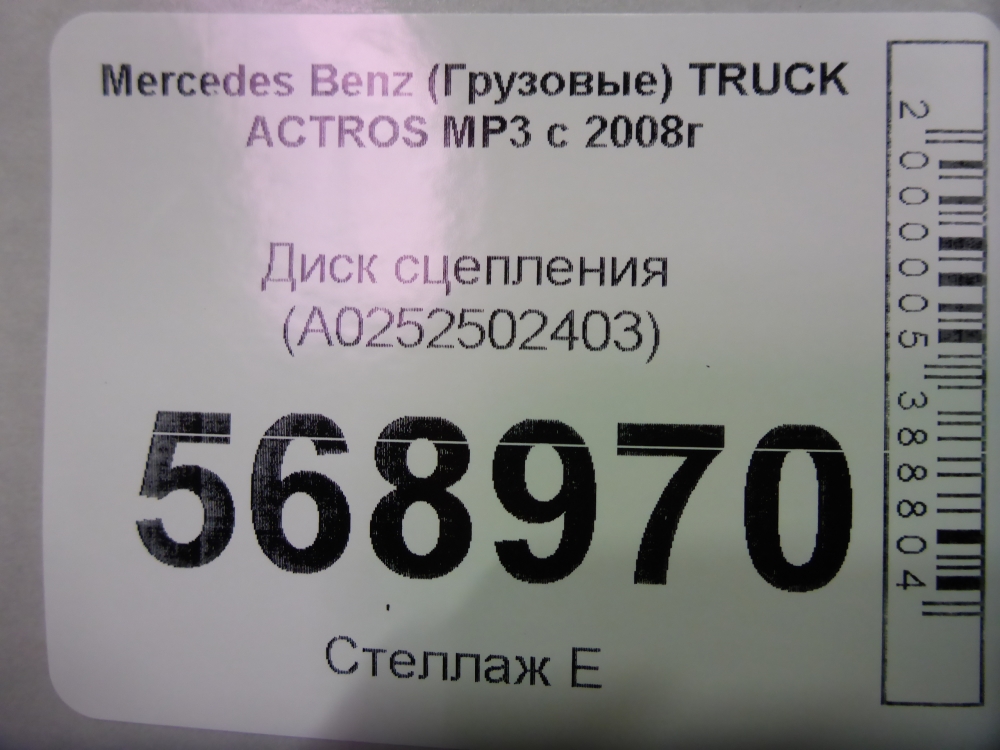 Mercedes Benz (Грузовые) TRUCK
ACTROS MP3 с 2008г
Диск сцепления
(A0252502403)
568970
Стеллаж Е
2000005388804